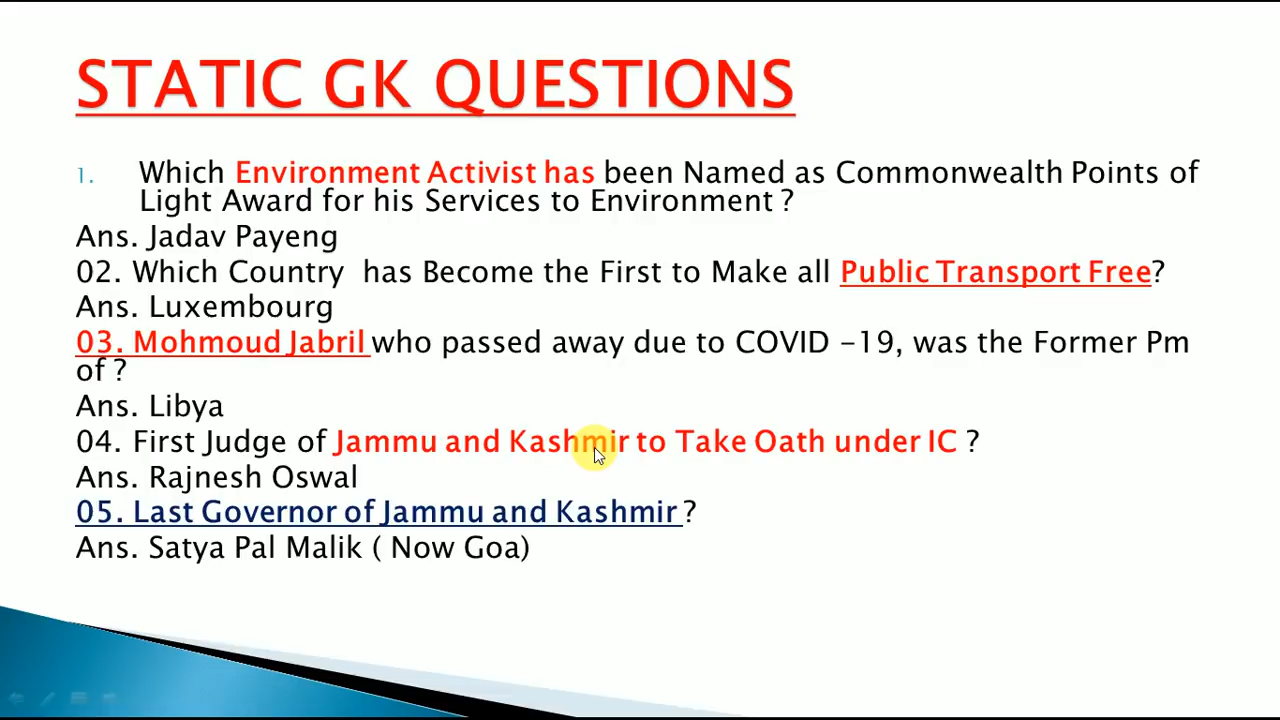 STATIC GK QUESTIONS
1. Which Environment Activist has been Named as Commonwealth Points of
Light Award for his Services to Environment ?
Ans. Jadav Payeng
02. Which Country has Become the First to Make all Public Transport Free?
Ans. Luxembourg
03. Mohmoud Jabril who passed away due to COVID -19, was the Former Pm
of ?
Ans. Libya
04. First Judge of Jammu and Kashmir to Take Oath under IC ?
Ans. Rajnesh Oswal
05. Last Governor of Jammu and Kashmir ?
Ans. Satya Pal Malik ( Now Goa)